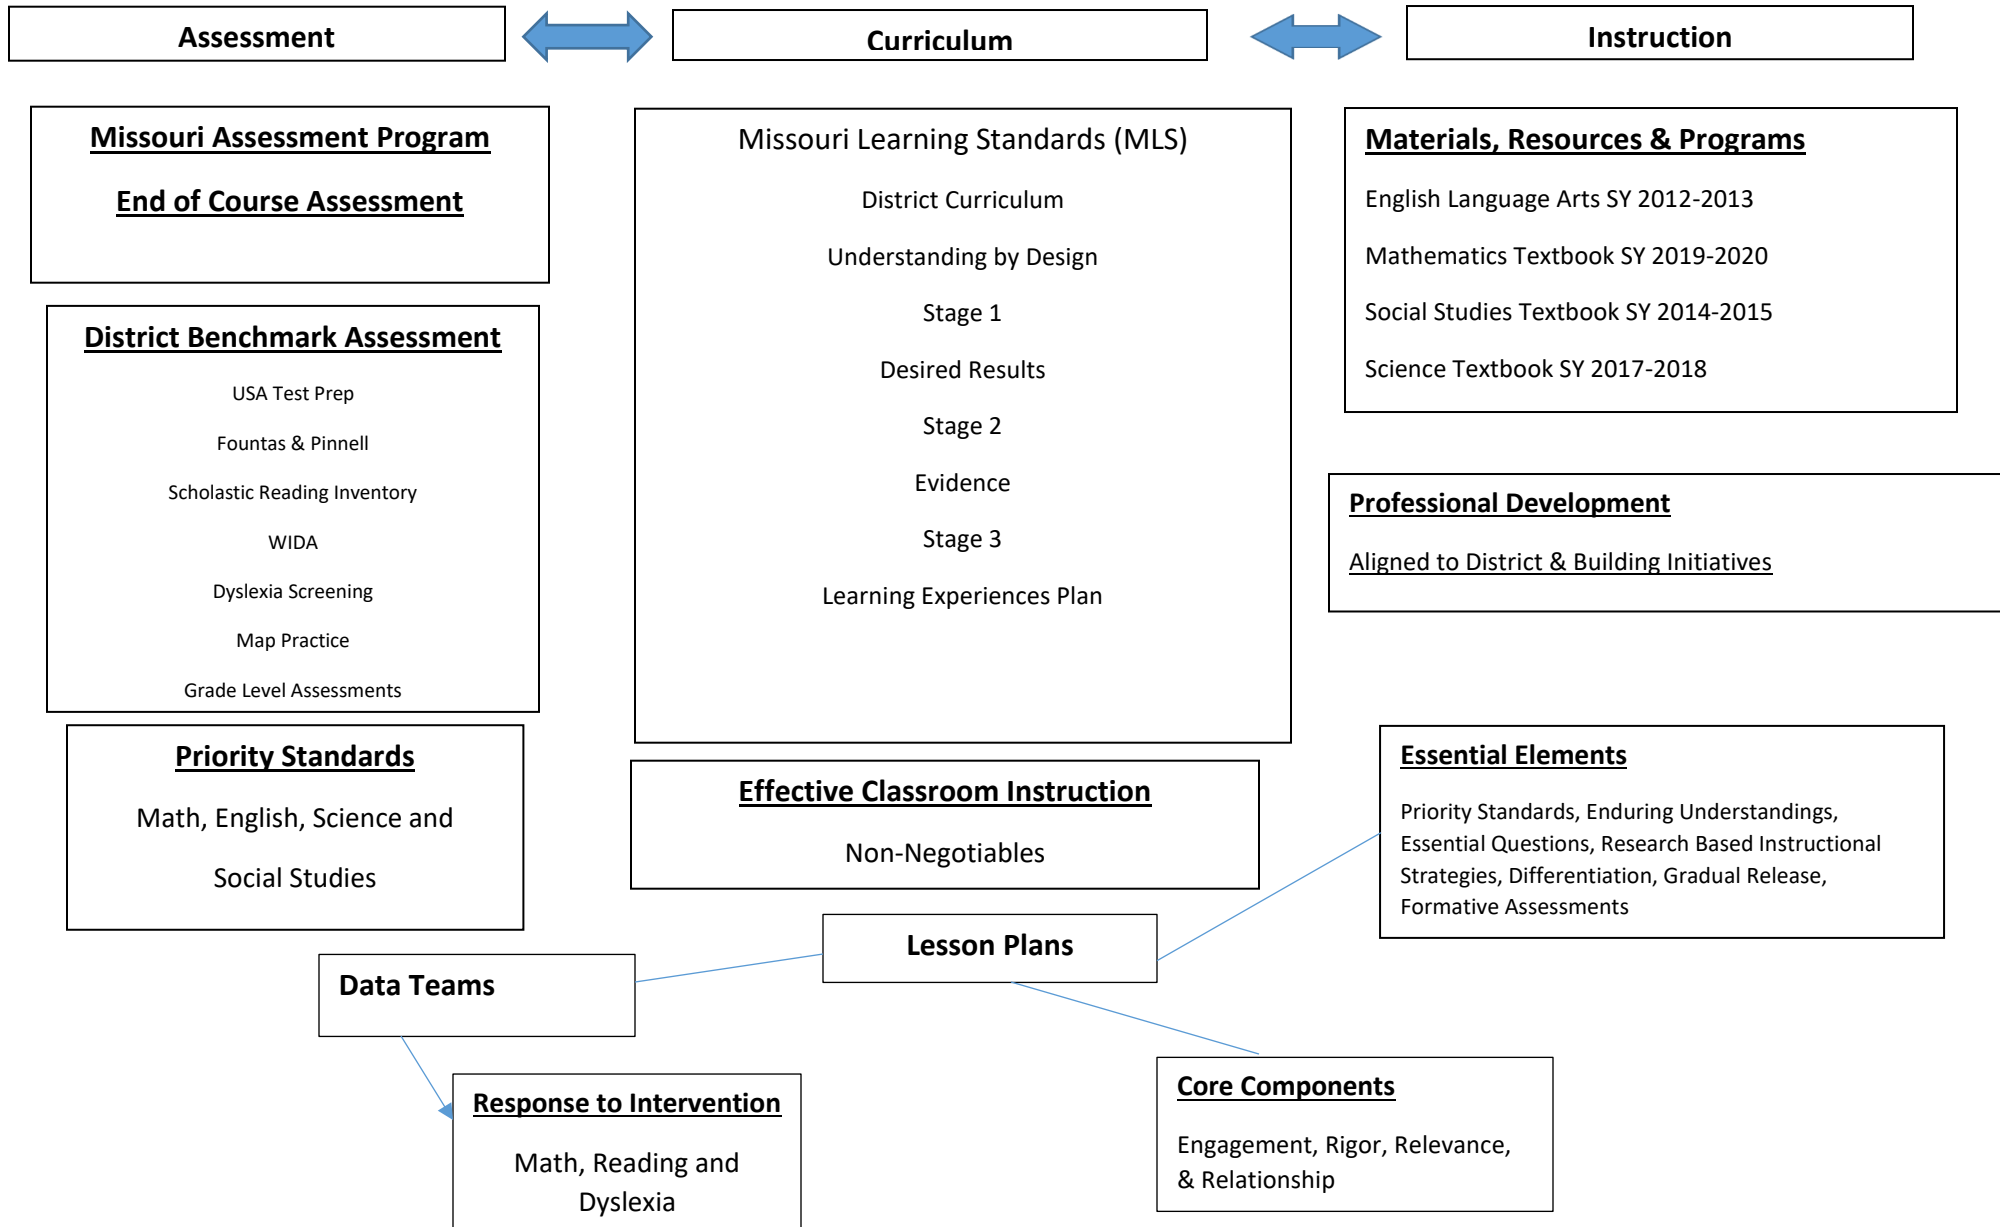 Assessment
Curriculum
Instruction
Missouri Assessment Program
End of Course Assessment
District Benchmark Assessment
USA Test Prep
Fountas & Pinnell
Scholastic Reading Inventory
WIDA
Dyslexia Screening
Map Practice
Grade Level Assessments
Priority Standards
Math, English, Science and
Social Studies
Missouri Learning Standards (MLS)
District Curriculum
Understanding by Design
Stage 1
Desired Results
Stage 2
Evidence
Stage 3
Learning Experiences Plan
Effective Classroom Instruction
Non-Negotiables
Materials, Resources & Programs
English Language Arts SY 2012-2013
Mathematics Textbook SY 2019-2020
Social Studies Textbook SY 2014-2015
Science Textbook SY 2017-2018
Professional Development
Aligned to District & Building Initiatives
Essential Elements
Priority Standards, Enduring Understandings,
Essential Questions, Research Based Instructional
Strategies, Differentiation, Gradual Release,
Formative Assessments
Lesson Plans
Data Teams
Response to Intervention
Math, Reading and
Dyslexia
Core Components
Engagement, Rigor, Relevance,
& Relationship